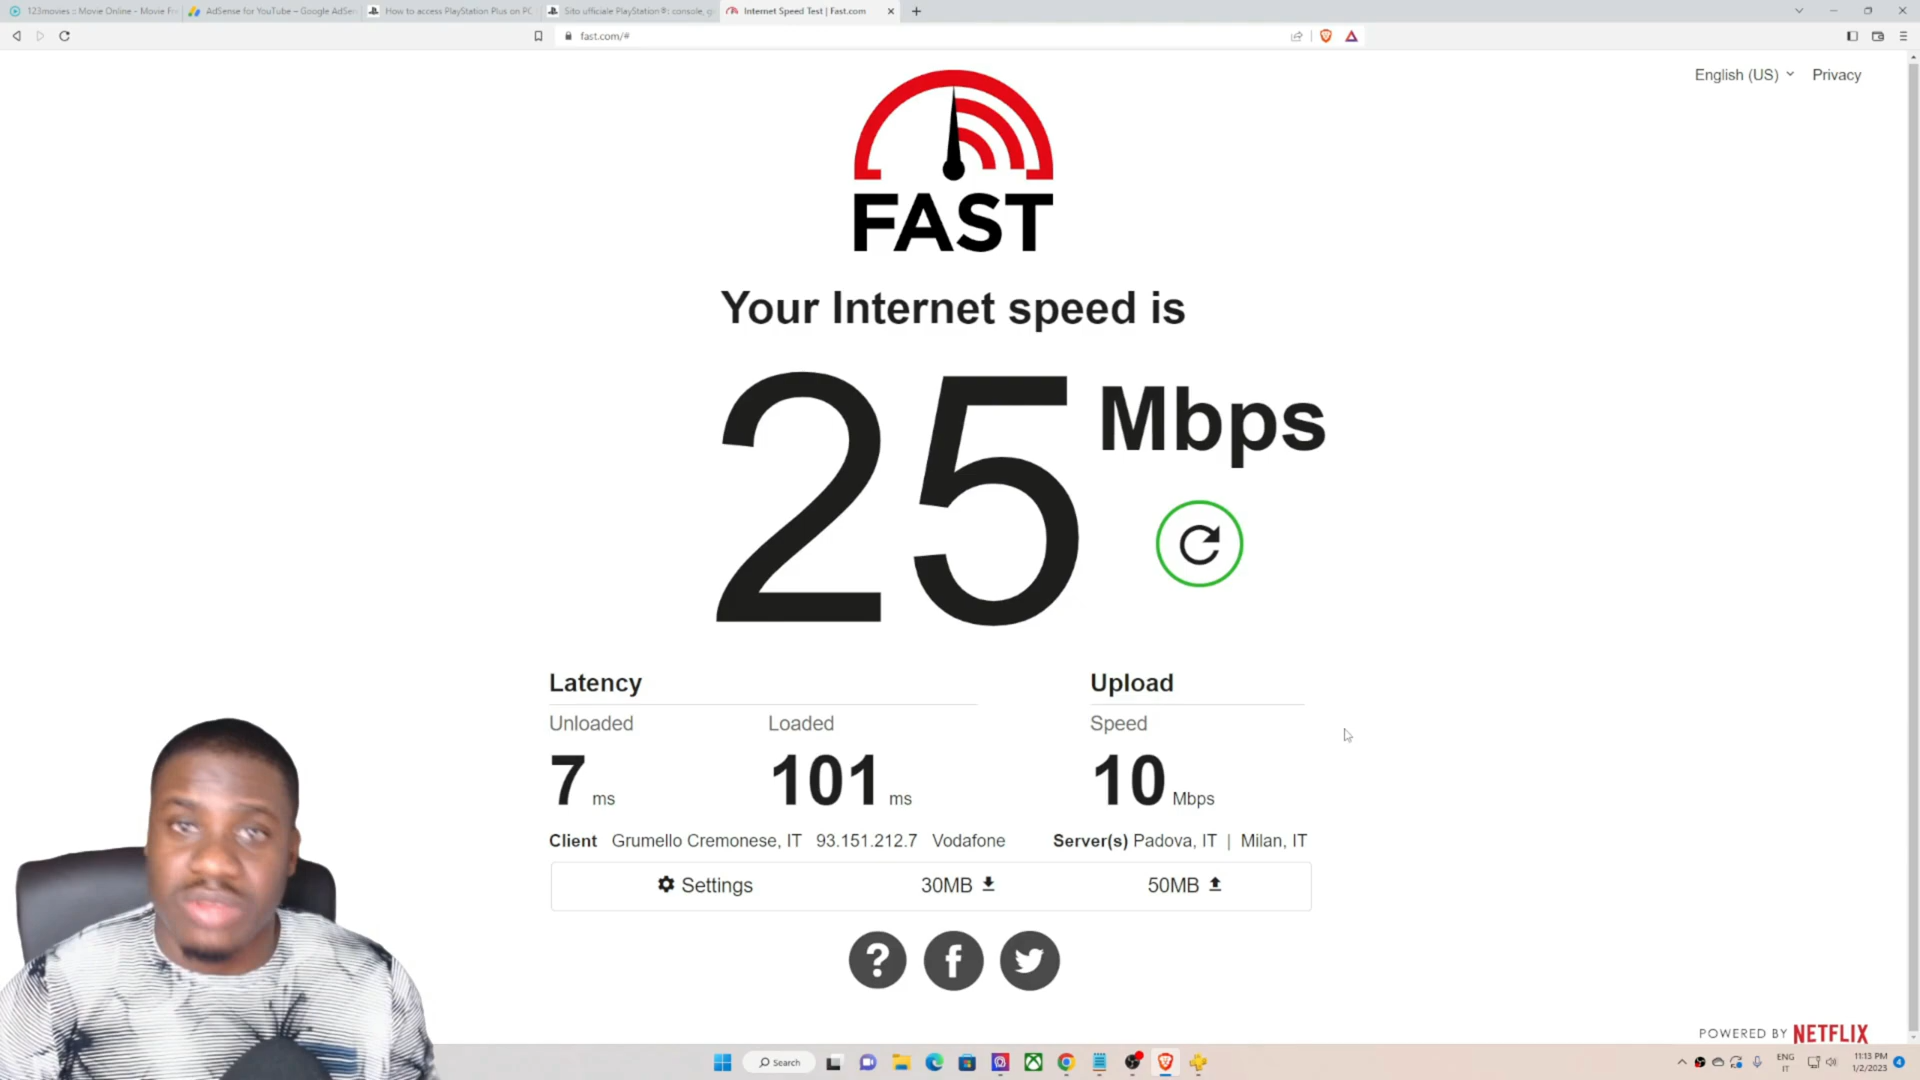 123movies :: Movie Online - Movie Fr
AdSense for YouTube – Google AdSen
How to access PlayStation Plus on PC
Sito ufficiale PlayStation®: console, g
Internet Speed Test | Fast.com
fast.com/#
English (US)
Privacy
FAST
Your Internet speed is
25 Mbps
Latency
Upload
Unloaded
Loaded
Speed
7 ms
101 ms
10 Mbps
Client Grumello Cremonese, IT 93.151.212.7 Vodafone
Server(s) Padova, IT | Milan, IT
Settings
30MB
50MB
POWERED BY NETFLIX
Search
ENG
IT
11:13 PM
1/2/2023
4